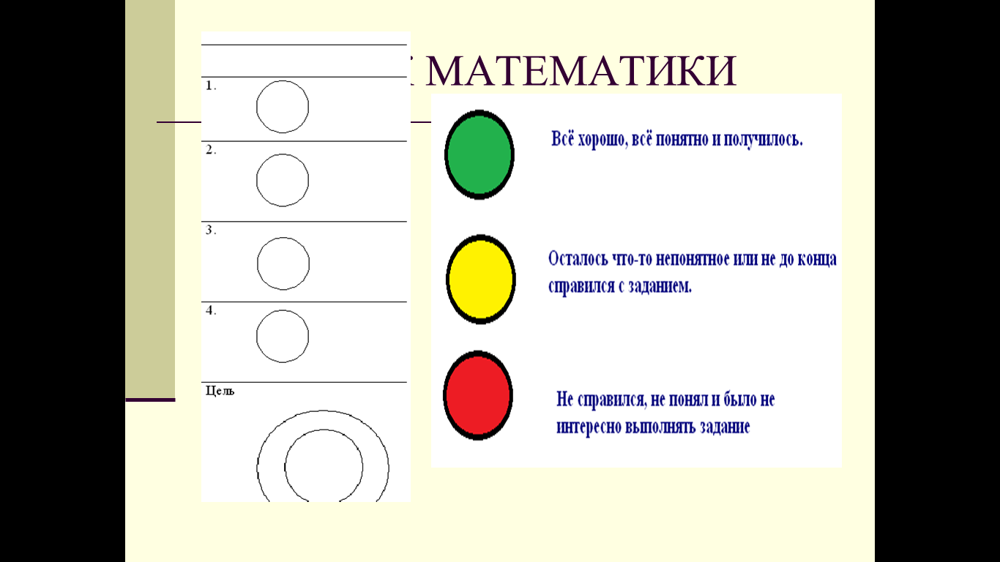 МАТЕМАТИКИ
1.
2.
3.
4.
Цель
Всё хорошо, всё понятно и получилось.
Осталось что-то непонятное или не до конца
справился с заданием.
Не справился, не понял и было не
интересно выполнять задание